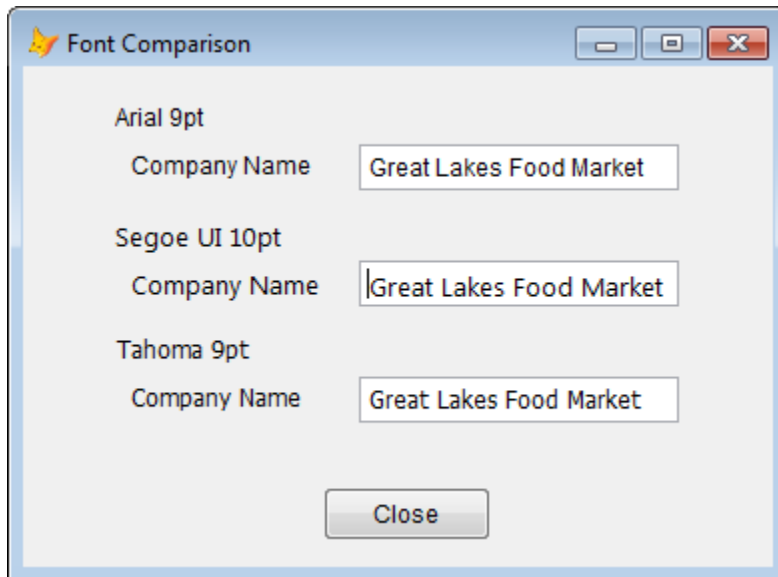 Font Comparison
Arial 9pt
Company Name Great Lakes Food Market
Segoe UI 10pt
Company Name Great Lakes Food Market
Tahoma 9pt
Company Name Great Lakes Food Market
Close